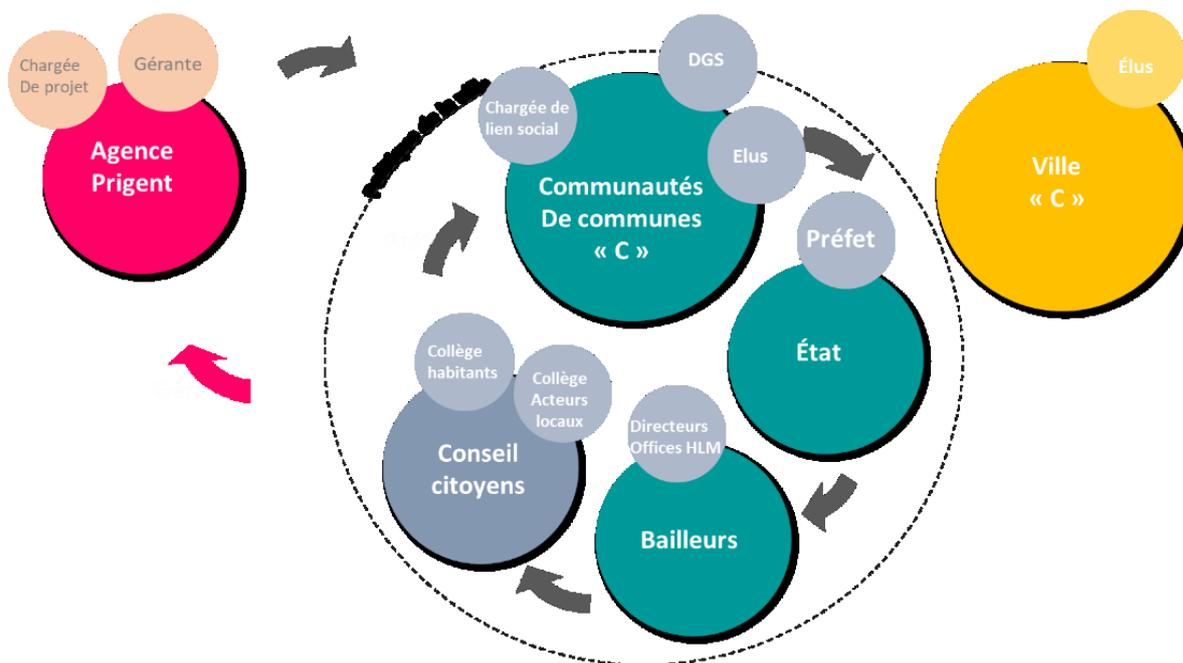 Chargée
De projet
Gérante
Agence
Prigent
DGS
Chargée de
lien social
Elus
Communautés
De communes
« C »
Élus
Ville
« C »
Préfet
État
Collège
habitants
Collège
Acteurs
locaux
Conseil
citoyens
Directeurs
Offices HLM
Bailleurs